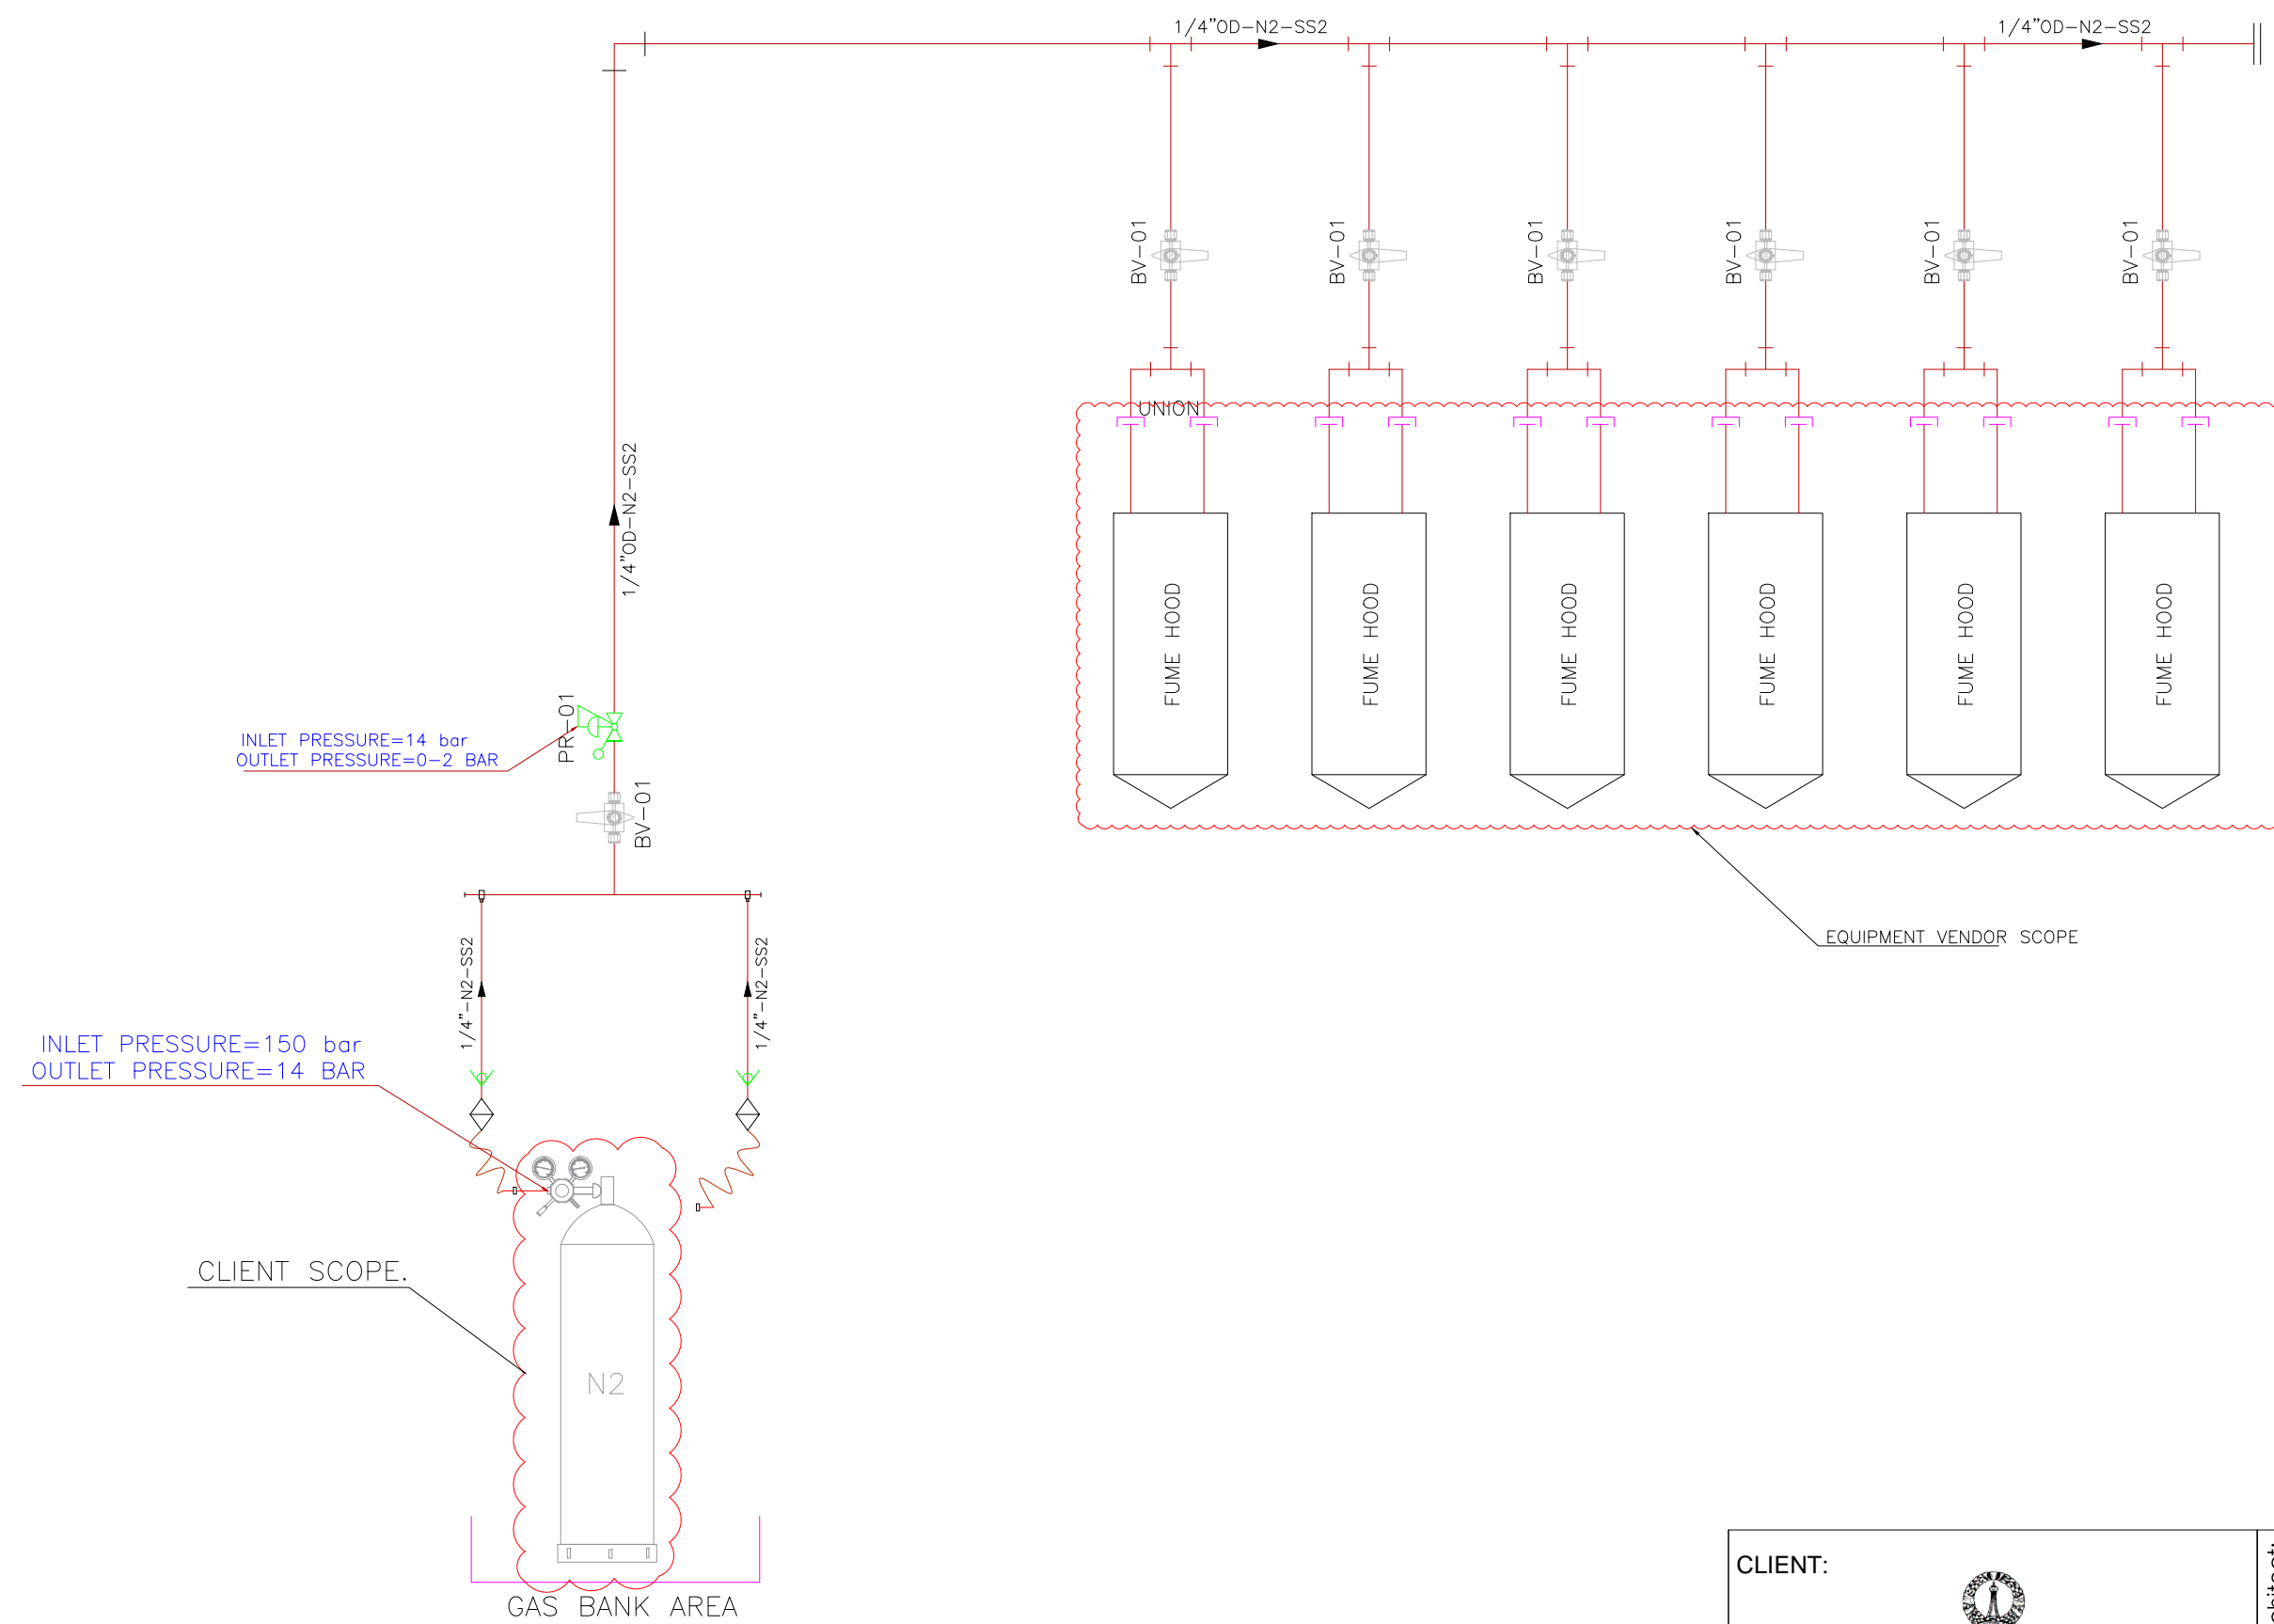 1/4"OD-N2-SS2
1/4"OD-N2-SS2
BV-01
BV-01
BV-01
BV-01
BV-01
BV-01
UNION
1/4"OD-N2-SS2
FUME HOOD
FUME HOOD
FUME HOOD
FUME HOOD
FUME HOOD
FUME HOOD
PR-01
INLET PRESSURE=14 bar
OUTLET PRESSURE=0-2 BAR
BV-01
EQUIPMENT VENDOR SCOPE
1/4"-N2-SS2
1/4"-N2-SS2
INLET PRESSURE=150 bar
OUTLET PRESSURE=14 BAR
CLIENT SCOPE.
N2
GAS BANK AREA
CLIENT: